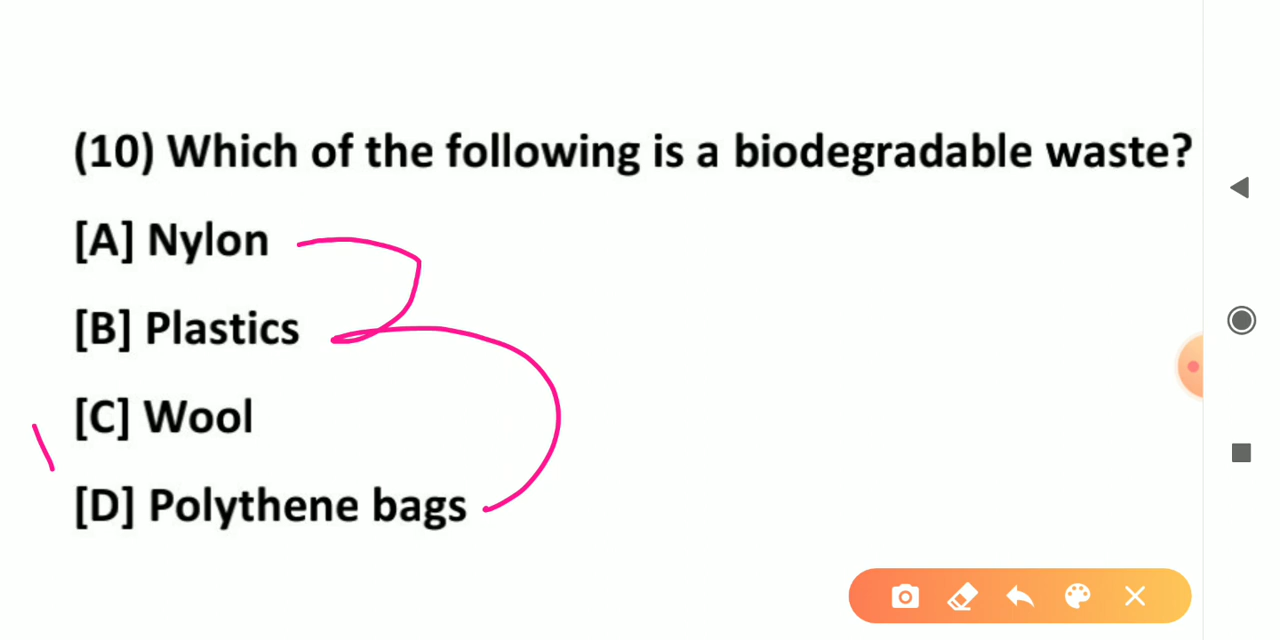 (10) Which of the following is a biodegradable waste?
[A] Nylon
[B] Plastics
[C] Wool
[D] Polythene bags